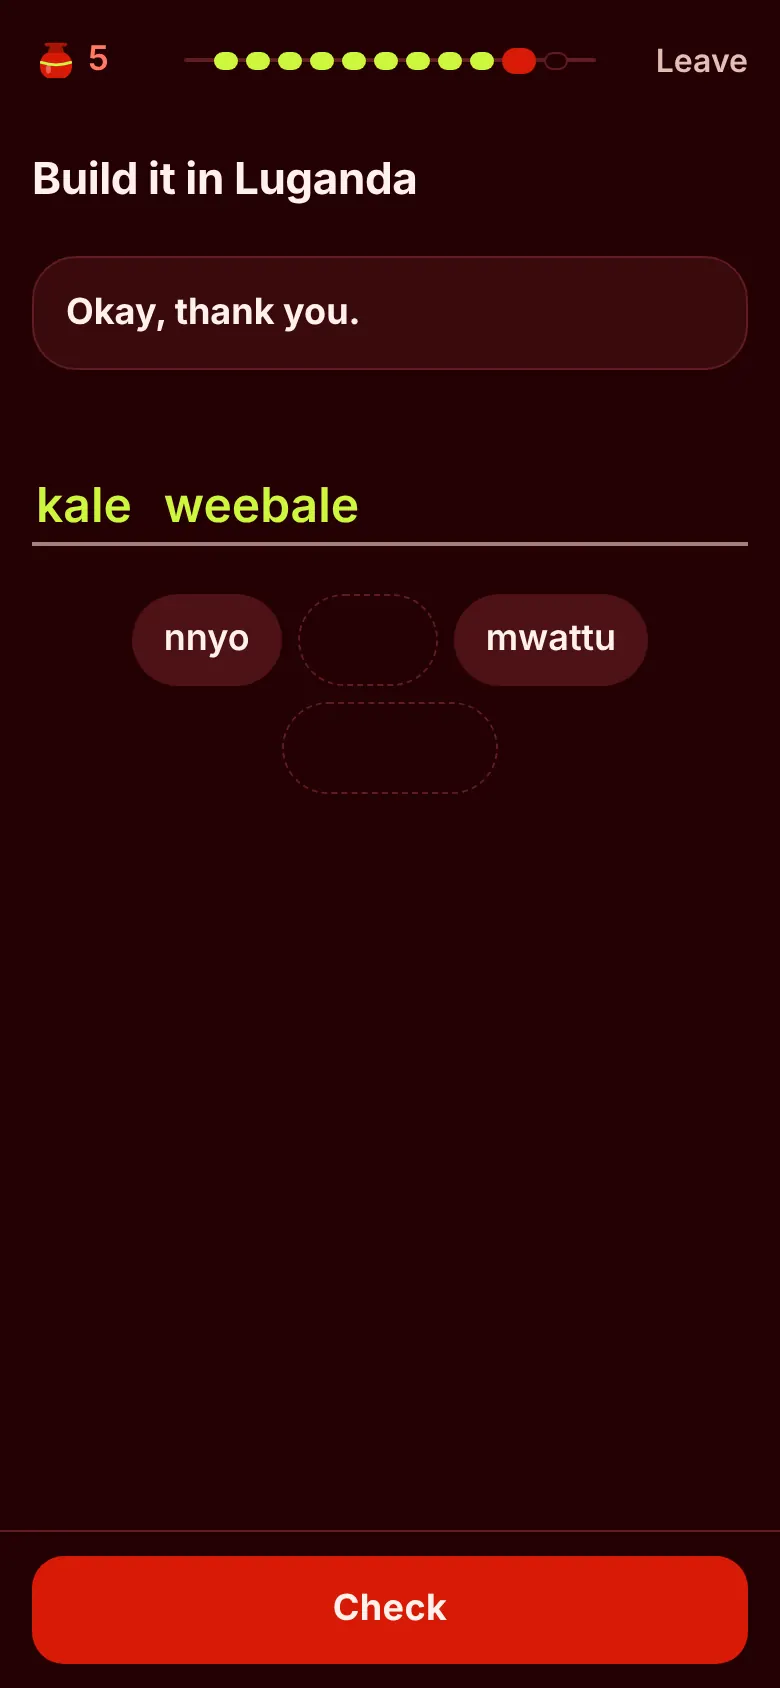 5
Leave
Build it in Luganda
Okay, thank you.
kale weebale
nnyo mwattu
Check